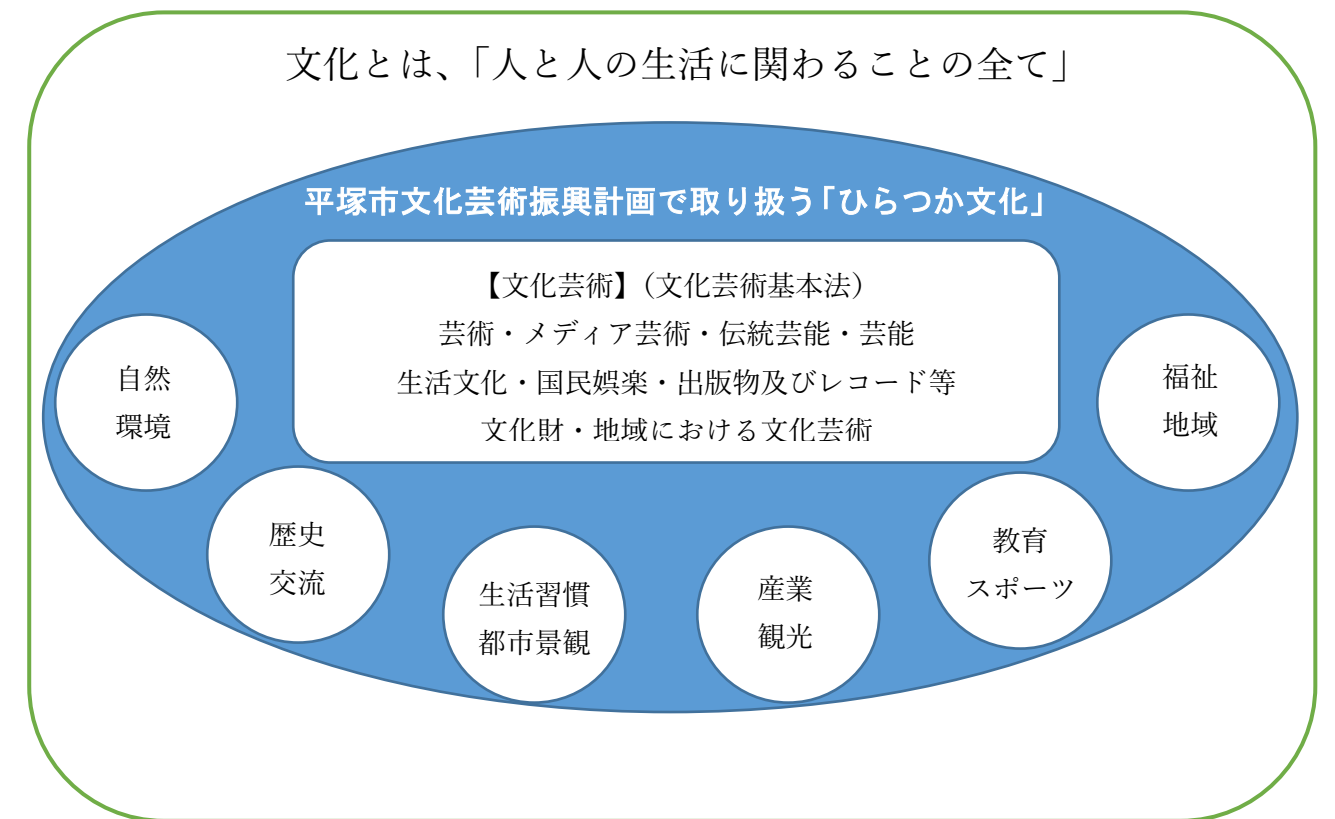 文化とは、「人と人の生活に関わることの全て」
平塚市文化芸術振興計画で取り扱う「ひらつか文化」
【文化芸術】（文化芸術基本法）
芸術・メディア芸術・伝統芸能・芸能
生活文化・国民娯楽・出版物及びレコード等
文化財・地域における文化芸術
自然
環境
歴史
交流
生活習慣
都市景観
産業
観光
教育
スポーツ
福祉
地域